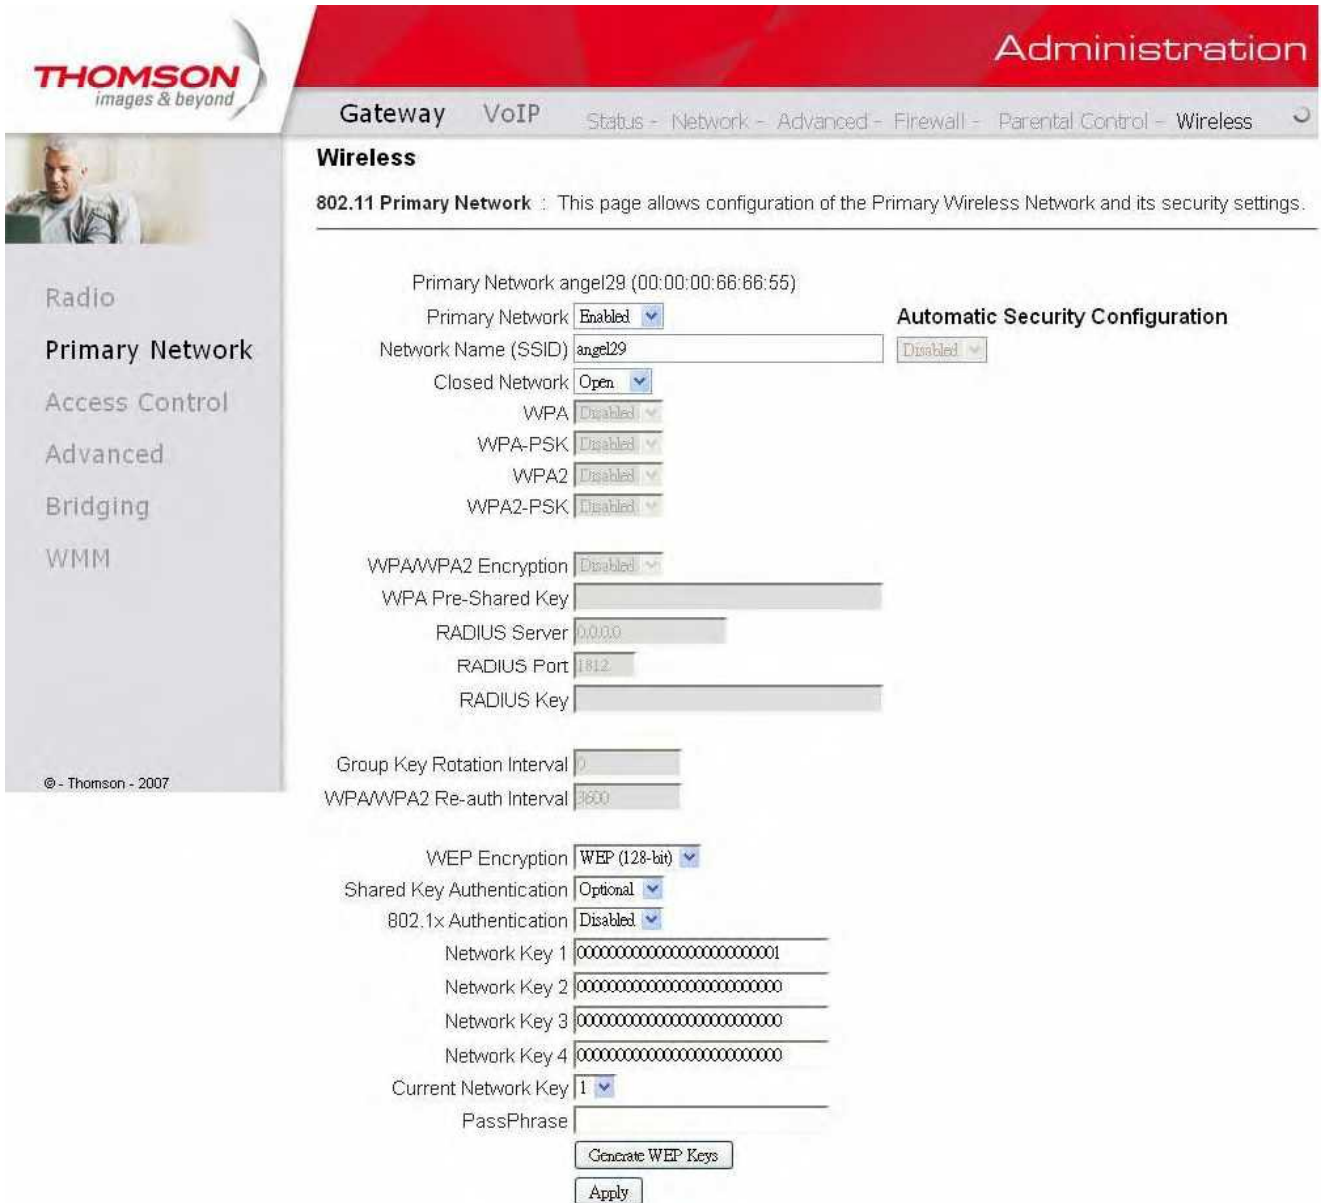 THOMSON
images & beyond
Administration
Gateway VoIP Status - Network - Advanced - Firewall - Parental Control - Wireless
Wireless
802.11 Primary Network : This page allows configuration of the Primary Wireless Network and its security settings.
Radio
Primary Network
Access Control
Advanced
Bridging
WMM
© - Thomson - 2007
Primary Network angel29 (00:00:00:66:66:55)
Primary Network Enabled
Automatic Security Configuration
Disabled
Network Name (SSID) angel29
Closed Network Open
WPA Disabled
WPA-PSK Disabled
WPA2 Disabled
WPA2-PSK Disabled
WPA/WPA2 Encryption Disabled
WPA Pre-Shared Key
RADIUS Server 0.0.0.0
RADIUS Port 1812
RADIUS Key
Group Key Rotation Interval 0
WPA/WPA2 Re-auth Interval 3600
WEP Encryption WEP (128-bit)
Shared Key Authentication Optional
802.1x Authentication Disabled
Network Key 1 00000000000000000000000001
Network Key 2 00000000000000000000000000
Network Key 3 00000000000000000000000000
Network Key 4 00000000000000000000000000
Current Network Key 1
PassPhrase
Generate WEP Keys
Apply